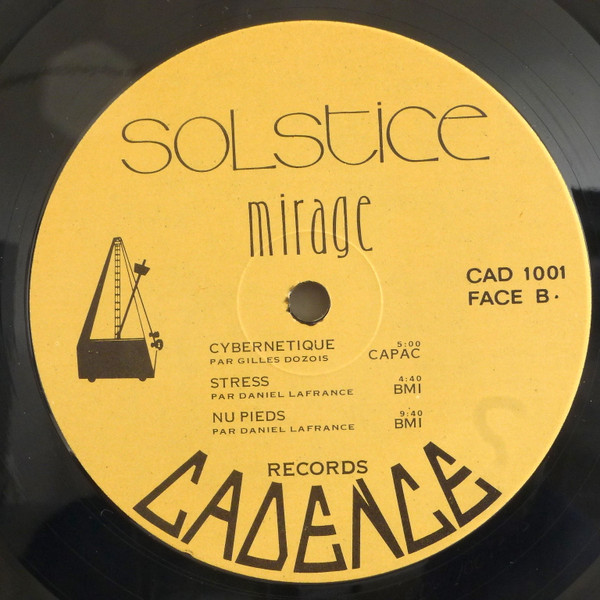 SOLStICE
mirage
CAD 1001
FACE B.
CYBERNETIQUE 5:00
PAR GILLES DOZOIS CAPAC
STRESS 4:40
PAR DANIEL LAFRANCE BMI
NU PIEDS 9:40
PAR DANIEL LAFRANCE BMI
RECORDS
CADENCE